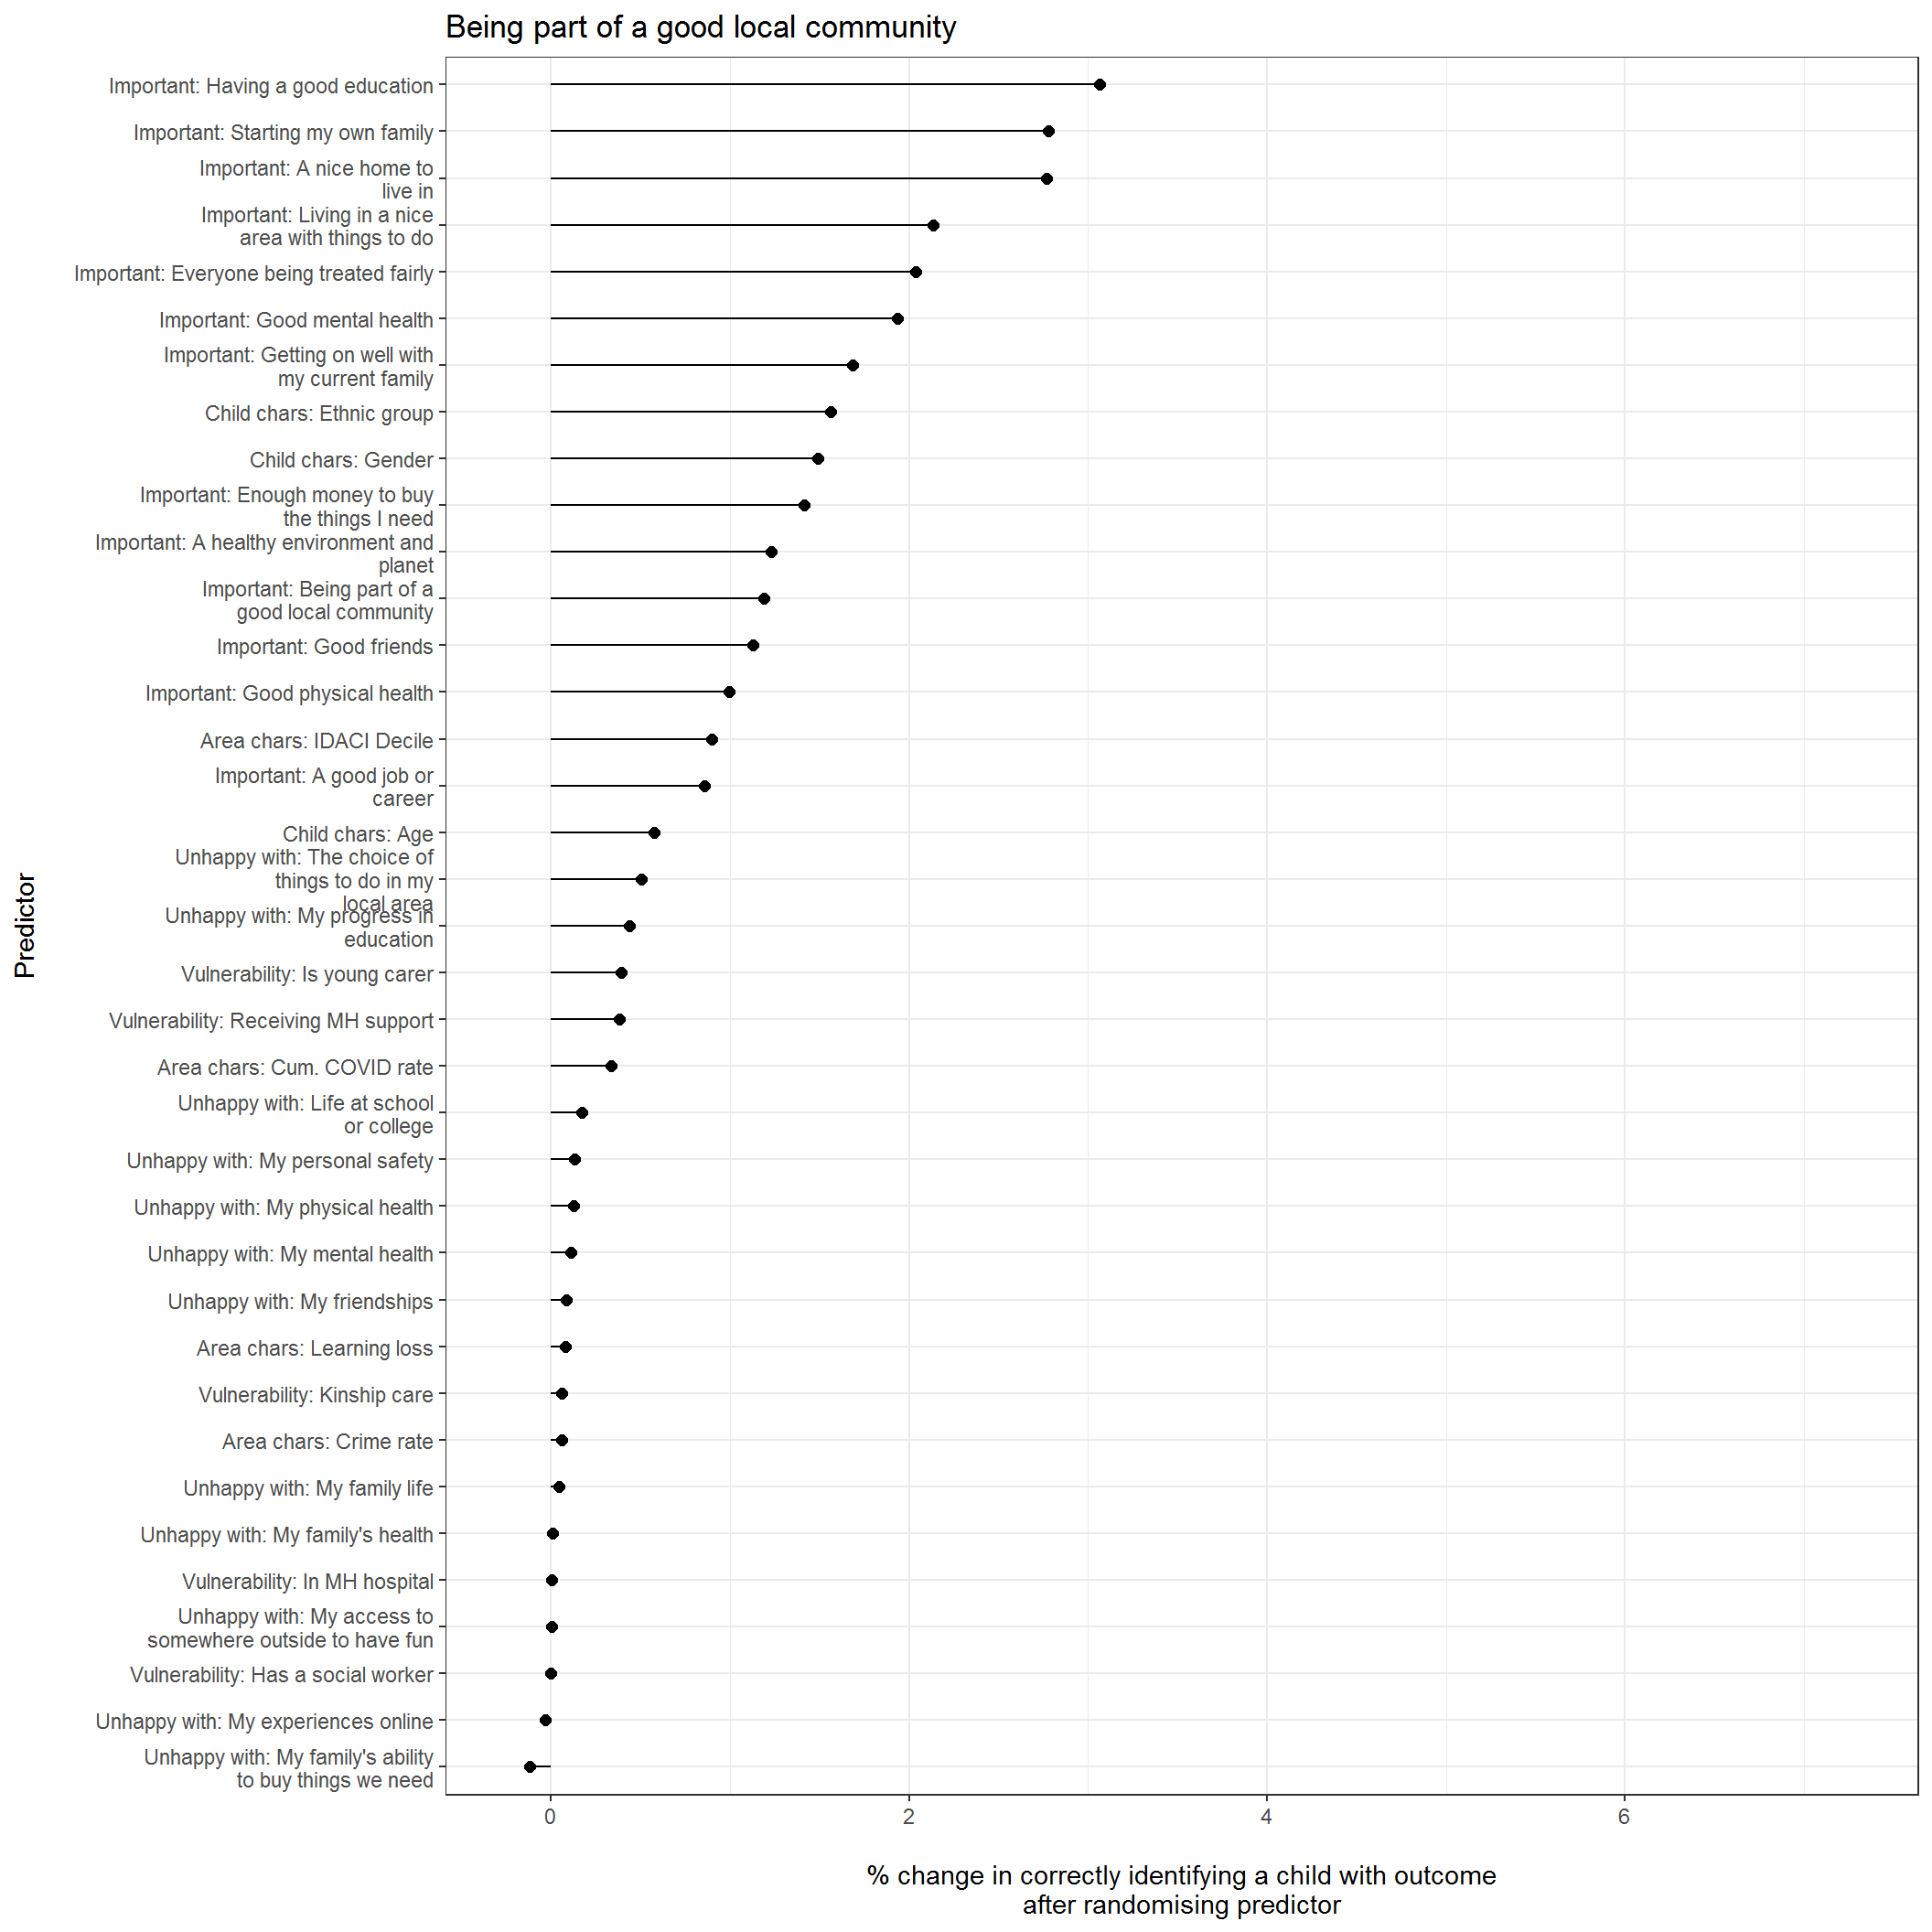 Being part of a good local community
Important: Having a good education
Important: Starting my own family
Important: A nice home to
live in
Important: Living in a nice
area with things to do
Important: Everyone being treated fairly
Important: Good mental health
Important: Getting on well with
my current family
Child chars: Ethnic group
Child chars: Gender
Important: Enough money to buy
the things I need
Important: A healthy environment and
planet
Important: Being part of a
good local community
Important: Good friends
Important: Good physical health
Area chars: IDACI Decile
Important: A good job or
career
Child chars: Age
Unhappy with: The choice of
things to do in my
local area
Unhappy with: My progress in
education
Vulnerability: Is young carer
Vulnerability: Receiving MH support
Area chars: Cum. COVID rate
Unhappy with: Life at school
or college
Unhappy with: My personal safety
Unhappy with: My physical health
Unhappy with: My mental health
Unhappy with: My friendships
Area chars: Learning loss
Vulnerability: Kinship care
Area chars: Crime rate
Unhappy with: My family life
Unhappy with: My family's health
Vulnerability: In MH hospital
Unhappy with: My access to
somewhere outside to have fun
Vulnerability: Has a social worker
Unhappy with: My experiences online
Unhappy with: My family's ability
to buy things we need
Predictor
0 2 4 6
% change in correctly identifying a child with outcome
after randomising predictor